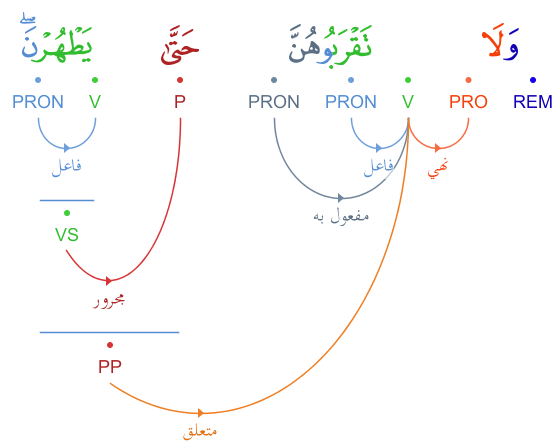 وَلَا تَقْرَبُوهُنَّ حَتَّىٰ يَطْهُرْنَ ۖ
REM PRO V PRON PRON P V PRON
نهي فاعل فاعل
مفعول به
VS
مجرور
PP
متعلق